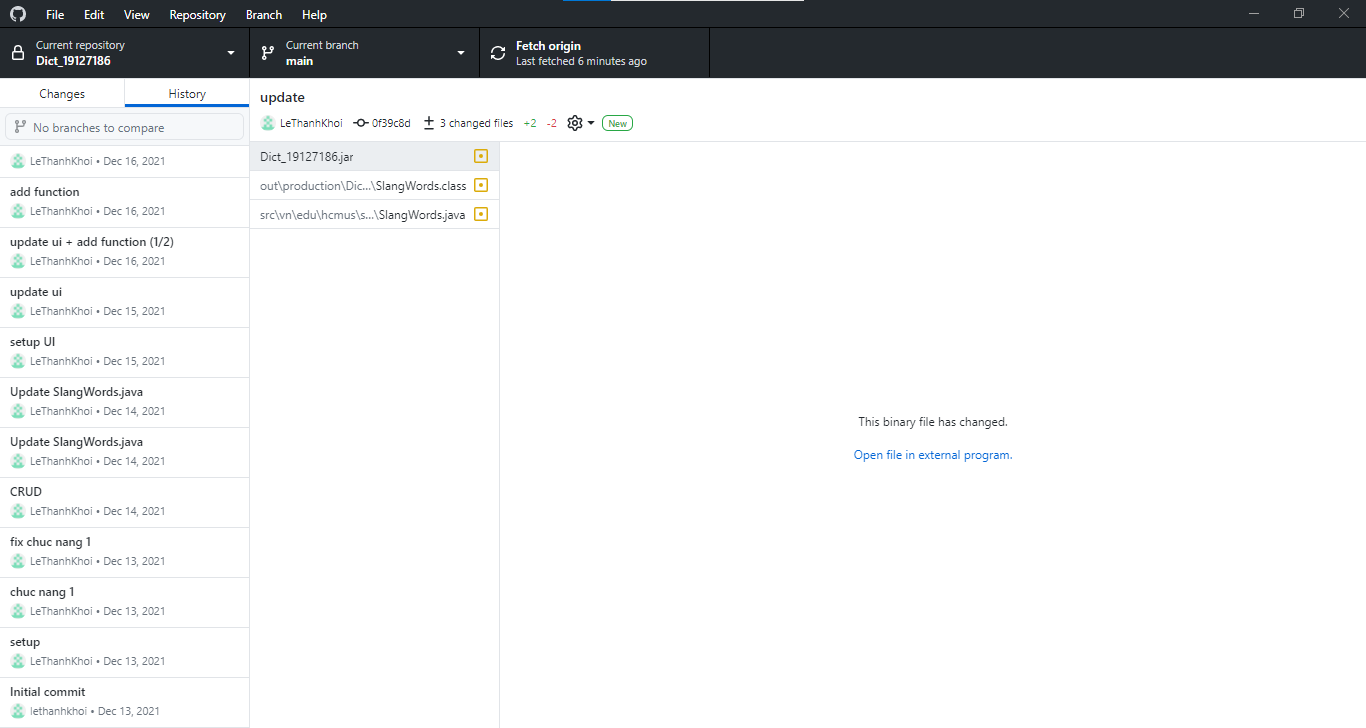 File Edit View Repository Branch Help
Current repository
Dict_19127186
Current branch
main
Fetch origin
Last fetched 6 minutes ago
Changes
History
No branches to compare
LeThanhKhoi • Dec 16, 2021
add function
LeThanhKhoi • Dec 16, 2021
update ui + add function (1/2)
LeThanhKhoi • Dec 16, 2021
update ui
LeThanhKhoi • Dec 15, 2021
setup UI
LeThanhKhoi • Dec 15, 2021
Update SlangWords.java
LeThanhKhoi • Dec 14, 2021
Update SlangWords.java
LeThanhKhoi • Dec 14, 2021
CRUD
LeThanhKhoi • Dec 14, 2021
fix chuc nang 1
LeThanhKhoi • Dec 13, 2021
chuc nang 1
LeThanhKhoi • Dec 13, 2021
setup
LeThanhKhoi • Dec 13, 2021
Initial commit
lethanhkhoi • Dec 13, 2021
update
LeThanhKhoi 0f39c8d 3 changed files +2 -2 New
Dict_19127186.jar
out\production\Dic...\SlangWords.class
src\vn\edu\hcmus\s...\SlangWords.java
This binary file has changed.
Open file in external program.